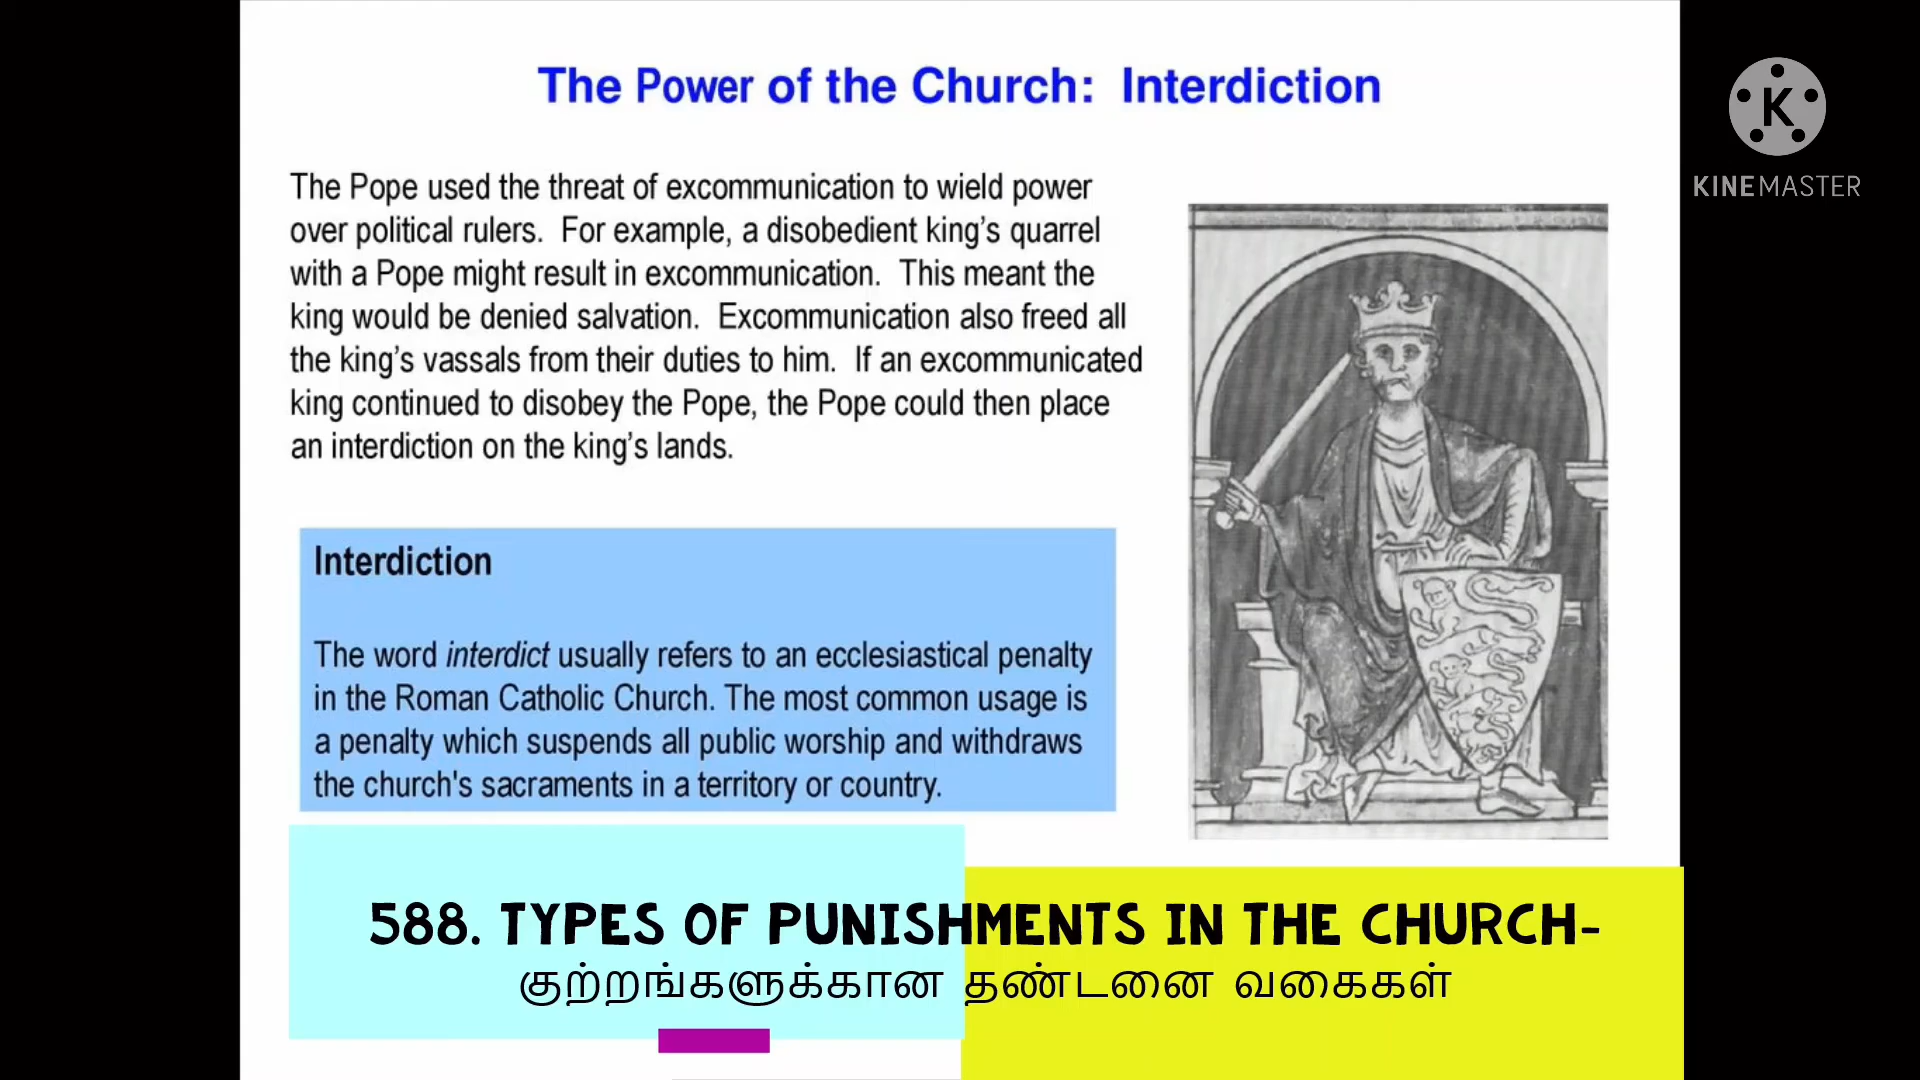 The Power of the Church: Interdiction
KINEMASTER
The Pope used the threat of excommunication to wield power
over political rulers. For example, a disobedient king's quarrel
with a Pope might result in excommunication. This meant the
king would be denied salvation. Excommunication also freed all
the king's vassals from their duties to him. If an excommunicated
king continued to disobey the Pope, the Pope could then place
an interdiction on the king's lands.
Interdiction
The word interdict usually refers to an ecclesiastical penalty
in the Roman Catholic Church. The most common usage is
a penalty which suspends all public worship and withdraws
the church's sacraments in a territory or country.
588. TYPES OF PUNISHMENTS IN THE CHURCH-
குற்றங்களுக்கான தண்டனை வகைகள்